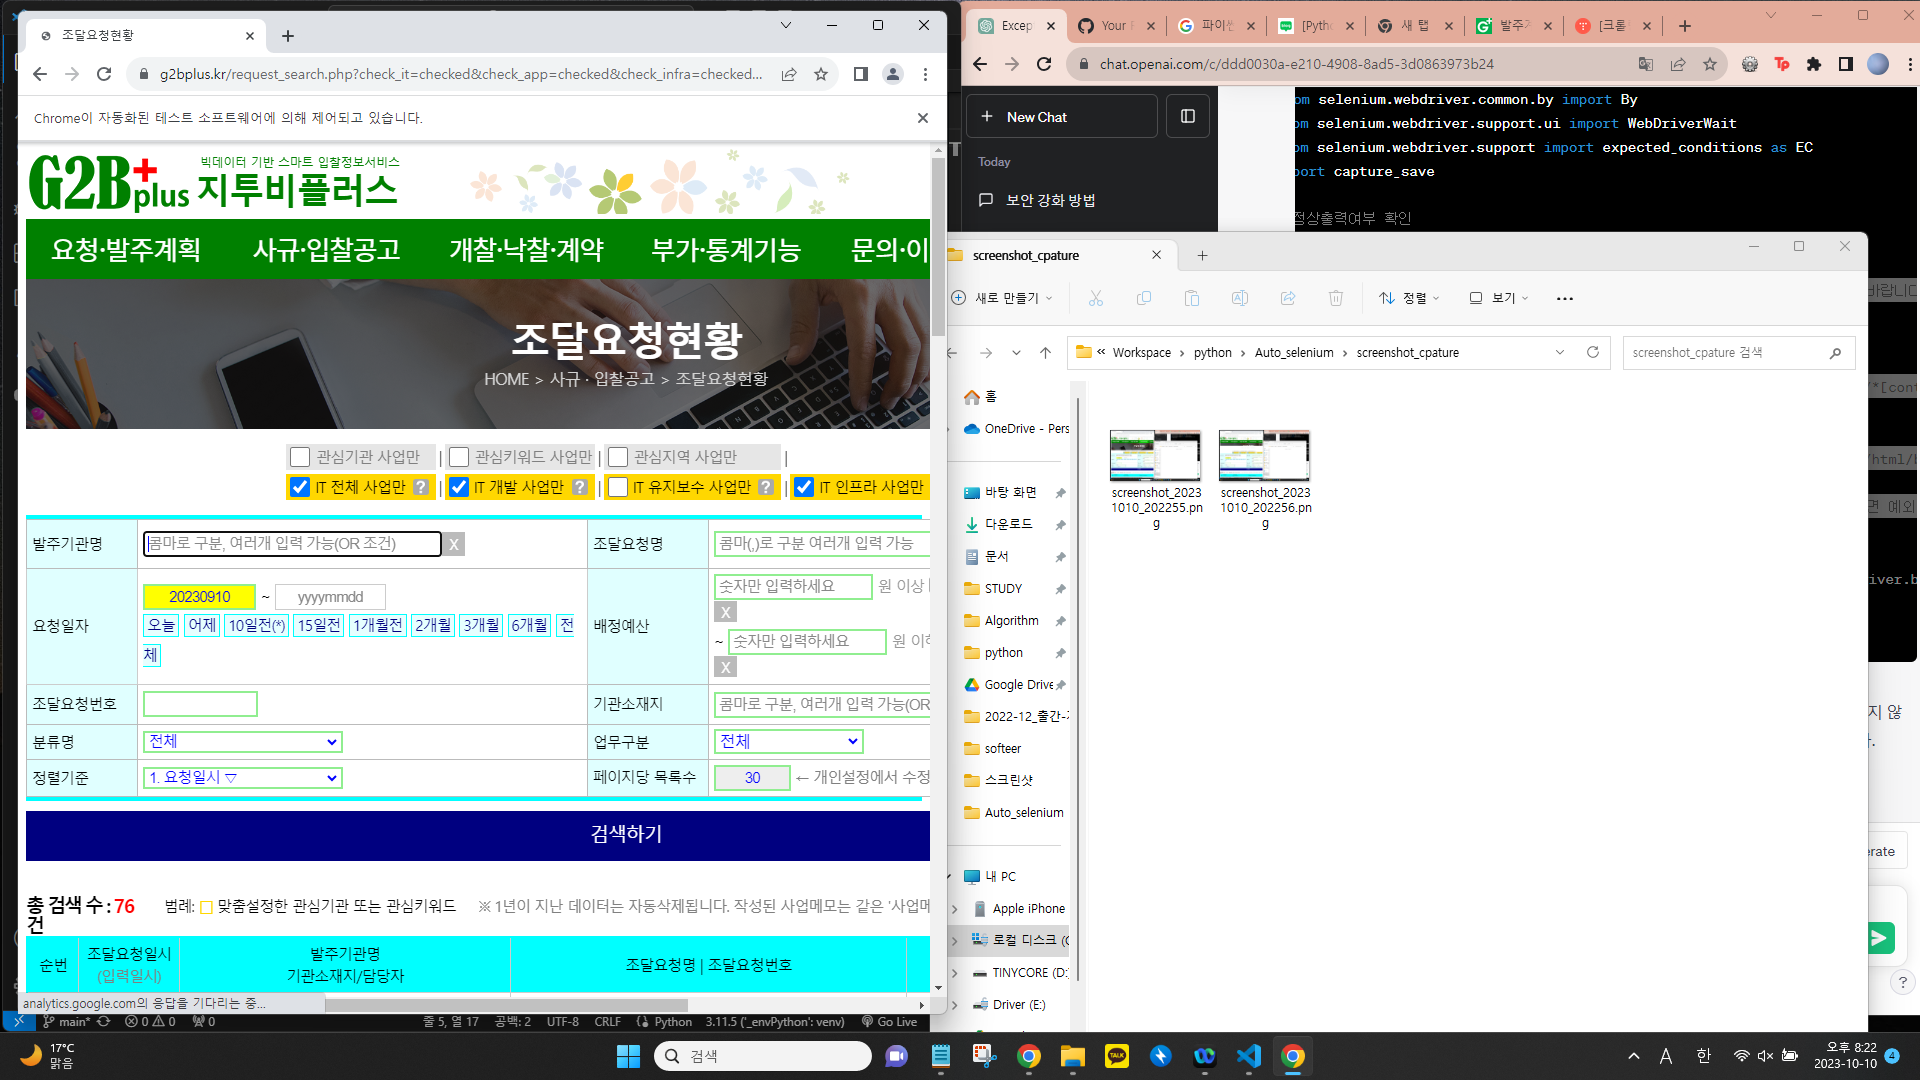 조달요청현황
g2bplus.kr/request_search.php?check_it=checked&check_app=checked&check_infra=checked...
Chrome이 자동화된 테스트 소프트웨어에 의해 제어되고 있습니다.
G2B+plus
빅데이터 기반 스마트 입찰정보서비스
지투비플러스
요청·발주계획 사규·입찰공고 개찰·낙찰·계약 부가·통계기능 문의·이
조달요청현황
HOME > 사규 · 입찰공고 > 조달요청현황
관심기관 사업만 | 관심키워드 사업만 | 관심지역 사업만 |
IT 전체 사업만 ? | IT 개발 사업만 ? | IT 유지보수 사업만 ? | IT 인프라 사업만
발주기관명 콤마로 구분, 여러개 입력 가능(OR 조건) X 조달요청명 콤마(,)로 구분 여러개 입력 가능
요청일자 20230910 ~ yyyymmdd
오늘 어제 10일전(*) 15일전 1개월전 2개월 3개월 6개월 전
체
배정예산 숫자만 입력하세요 원 이상
X
~ 숫자만 입력하세요 원 이하
X
조달요청번호 기관소재지 콤마로 구분, 여러개 입력 가능(OR
분류명 전체 업무구분 전체
정렬기준 1. 요청일시 ▽ 페이지당 목록수 30 ← 개인설정에서 수정
검색하기
총 검색 수 : 76
건
범례: 맞춤설정한 관심기관 또는 관심키워드 ※ 1년이 지난 데이터는 자동삭제됩니다. 작성된 사업메모는 같은 '사업메
순번 조달요청일시
(입력일시)
발주기관명
기관소재지/담당자
조달요청명 | 조달요청번호
analytics.google.com의 응답을 기다리는 중...
main* 0 0 0 줄 5, 열 17 공백: 2 UTF-8 CRLF Python 3.11.5 ('_envPython': venv) Go Live
Excep Your 파이썬 [Pytho 새 탭 발주기 [크롤
chat.openai.com/c/ddd0030a-e210-4908-8ad5-3d0863973b24
New Chat
Today
보안 강화 방법
om selenium.webdriver.common.by import By
om selenium.webdriver.support.ui import WebDriverWait
om selenium.webdriver.support import expected_conditions as EC
port capture_save
정상출력여부 확인
바랍니다
/html/b
면 예외
iver.b
지 않
다.
erate
?
screenshot_cpature
새로 만들기 정렬 보기 ...
« Workspace > python > Auto_selenium > screenshot_cpature
screenshot_cpature 검색
홈
OneDrive - Pers
바탕 화면
다운로드
문서
STUDY
Algorithm
python
Google Drive
2022-12_출간-
softeer
스크린샷
Auto_selenium
내 PC
Apple iPhone
로컬 디스크 (C
TINYCORE (D:)
Driver (E:)
screenshot_2023
1010_202255.pn
g
screenshot_2023
1010_202256.pn
g
17°C
맑음
검색
TALK
A 한
오후 8:22
2023-10-10
4